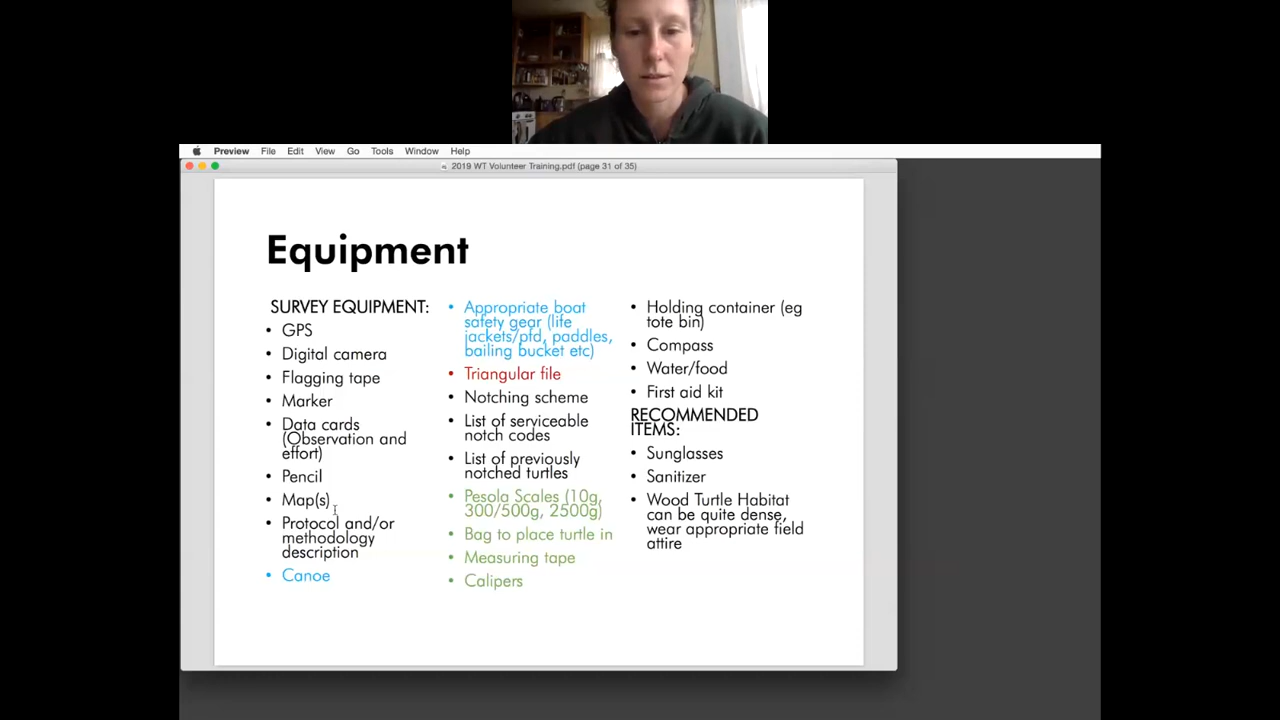 Preview File Edit View Go Tools Window Help
2019 WT Volunteer Training.pdf (page 31 of 35)
Equipment
SURVEY EQUIPMENT:
• GPS
• Digital camera
• Flagging tape
• Marker
• Data cards
(Observation and
effort)
• Pencil
• Map(s)
• Protocol and/or
methodology
description
• Canoe
• Appropriate boat
safety gear (life
jackets/pfd, paddles,
bailing bucket etc)
• Triangular file
• Notching scheme
• List of serviceable
notch codes
• List of previously
notched turtles
• Pesola Scales (10g,
300/500g, 2500g)
• Bag to place turtle in
• Measuring tape
• Calipers
• Holding container (eg
tote bin)
• Compass
• Water/food
• First aid kit
RECOMMENDED
ITEMS:
• Sunglasses
• Sanitizer
• Wood Turtle Habitat
can be quite dense,
wear appropriate field
attire